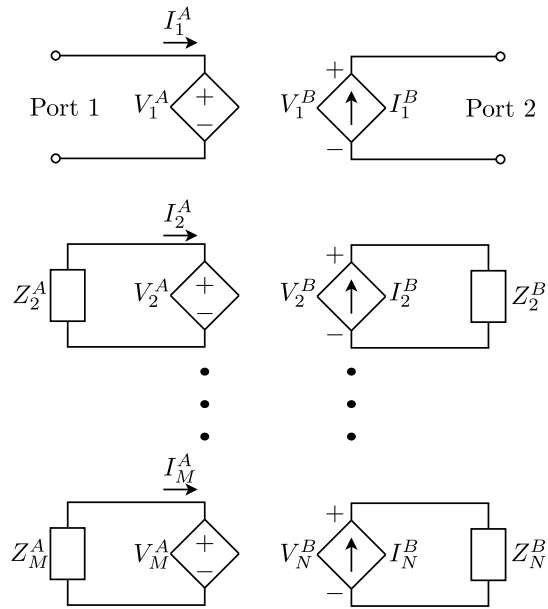 I_1^A
+
Port 1 V_1^A + − V_1^B I_1^B Port 2
−
I_2^A
+
Z_2^A V_2^A + − V_2^B I_2^B Z_2^B
−
I_M^A
+
Z_M^A V_M^A + − V_N^B I_N^B Z_N^B
−